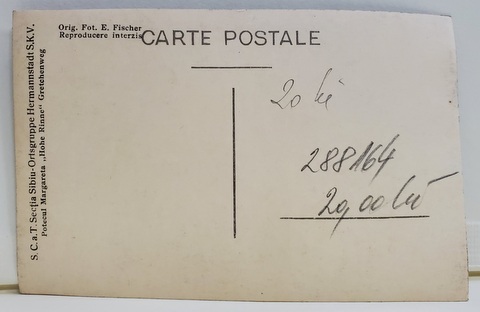 Orig. Fot. E. Fischer
Reproducere interzis
CARTE POSTALE
S. C. a. T. Secția Sibiu-Ortsgruppe Hermannstadt S.K.V.
Potecul Margareta „Hohe Rinne" Gretchenweg
20 lei
288164
20,00 lei